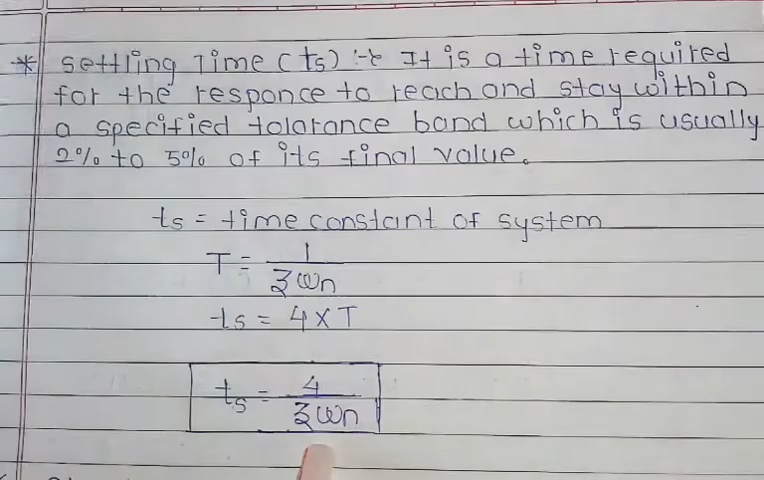 * settling Time (ts) :→ It is a time required
for the responce to reach and stay within
a specified tolarance band which is usually
2% to 5% of its final value.
ts = time constant of system
T = 1/ξωn
ts = 4×T
ts = 4/ξωn